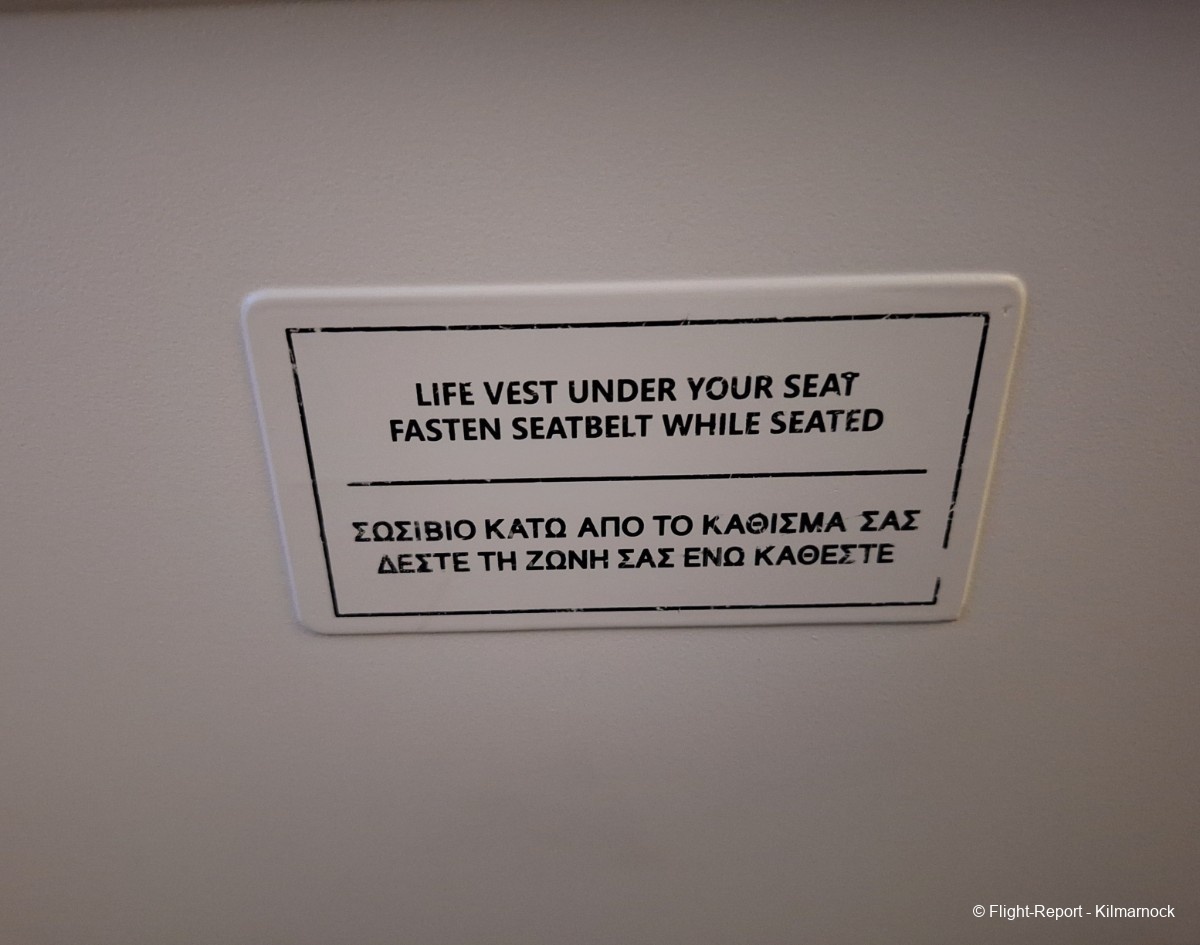 LIFE VEST UNDER YOUR SEAT
FASTEN SEATBELT WHILE SEATED
ΣΩΣΙΒΙΟ ΚΑΤΩ ΑΠΟ ΤΟ ΚΑΘΙΣΜΑ ΣΑΣ
ΔΕΣΤΕ ΤΗ ΖΩΝΗ ΣΑΣ ΕΝΩ ΚΑΘΕΣΤΕ
© Flight-Report - Kilmarnock